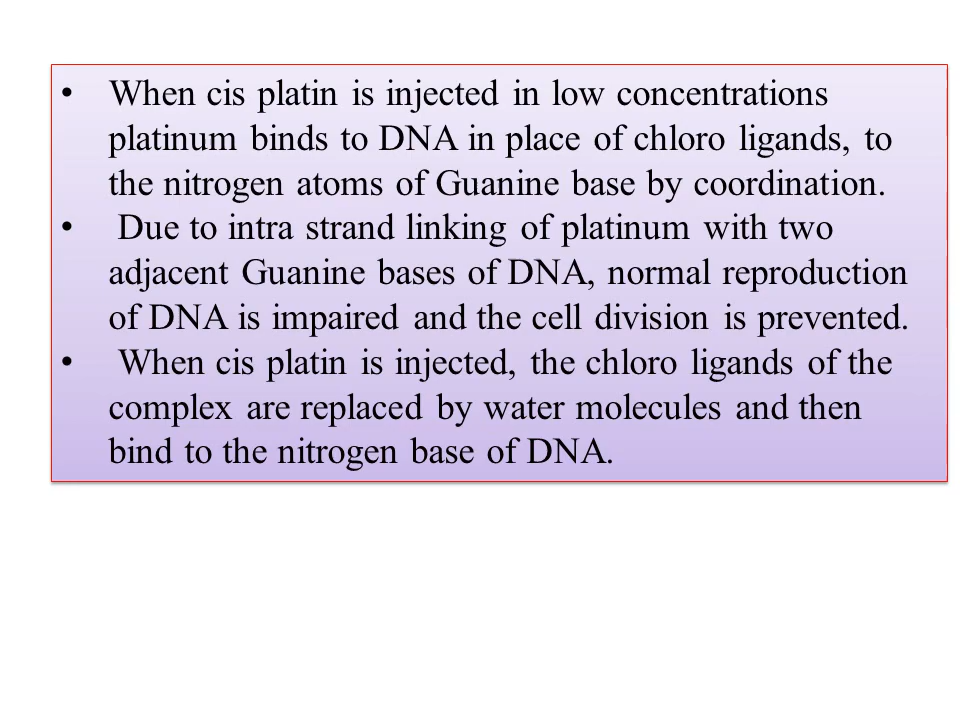 • When cis platin is injected in low concentrations
platinum binds to DNA in place of chloro ligands, to
the nitrogen atoms of Guanine base by coordination.
• Due to intra strand linking of platinum with two
adjacent Guanine bases of DNA, normal reproduction
of DNA is impaired and the cell division is prevented.
• When cis platin is injected, the chloro ligands of the
complex are replaced by water molecules and then
bind to the nitrogen base of DNA.